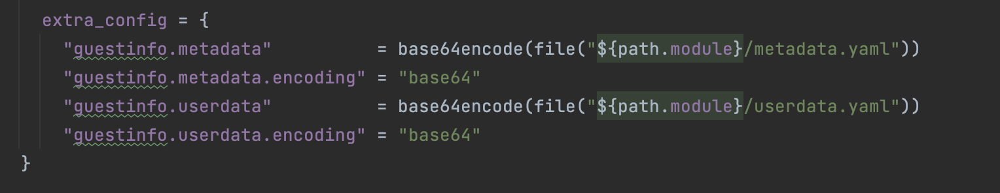 extra_config = {
"guestinfo.metadata" = base64encode(file("${path.module}/metadata.yaml"))
"guestinfo.metadata.encoding" = "base64"
"guestinfo.userdata" = base64encode(file("${path.module}/userdata.yaml"))
"guestinfo.userdata.encoding" = "base64"
}